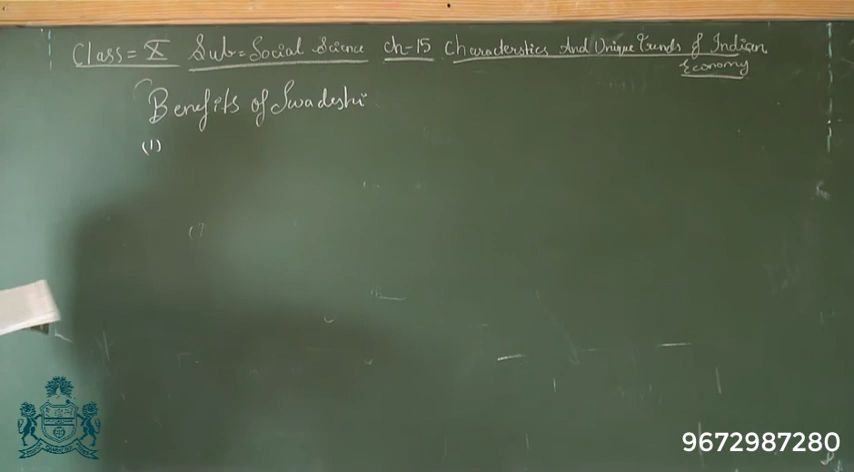 Class = X Sub = Social Science ch-15 Characterstics And Unique Trends of Indian
Economy
Benefits of Swadeshi
(1)
9672987280